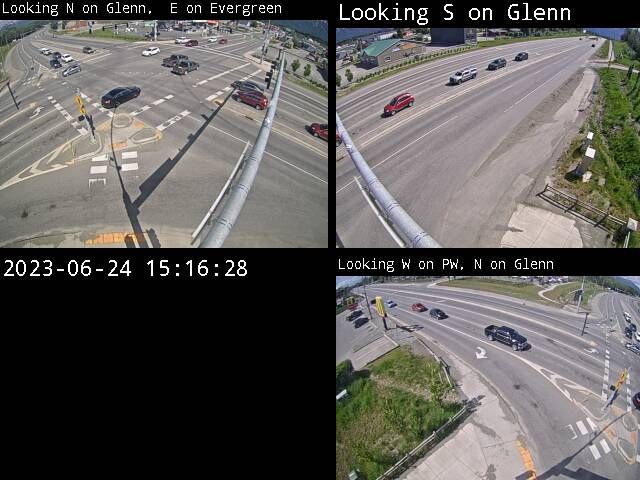 Looking N on Glenn,  E on Evergreen
Looking S on Glenn
2023-06-24 15:16:28
Looking W on PW, N on Glenn